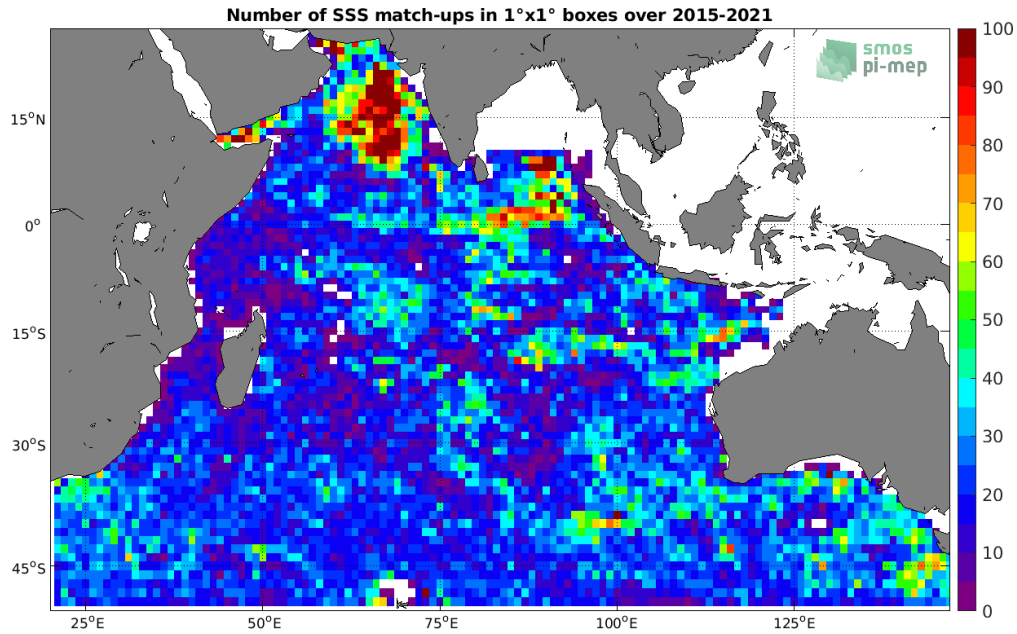 Number of SSS match-ups in 1°x1° boxes over 2015-2021
smos
pi-mep
100
90
80
70
60
50
40
30
20
10
0
15°N
0°
15°S
30°S
45°S
25°E
50°E
75°E
100°E
125°E